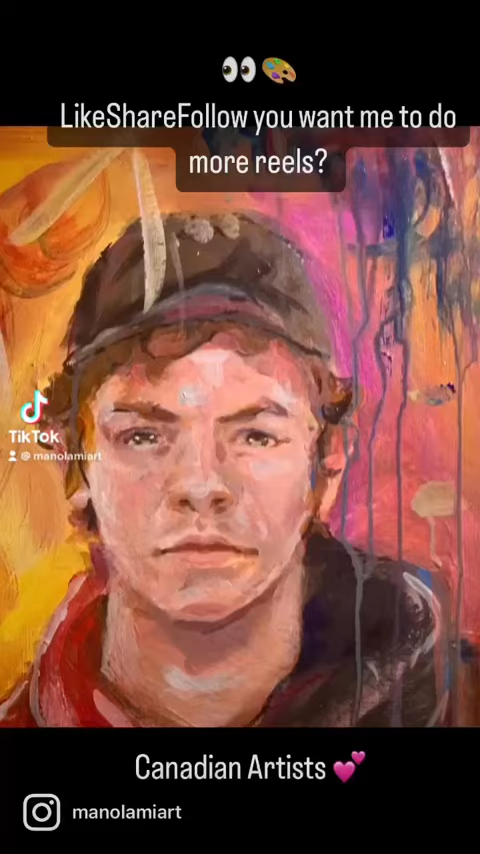 👀🎨
LikeShareFollow you want me to do
more reels?
TikTok
@ manolamiart
Canadian Artists 💕
manolamiart